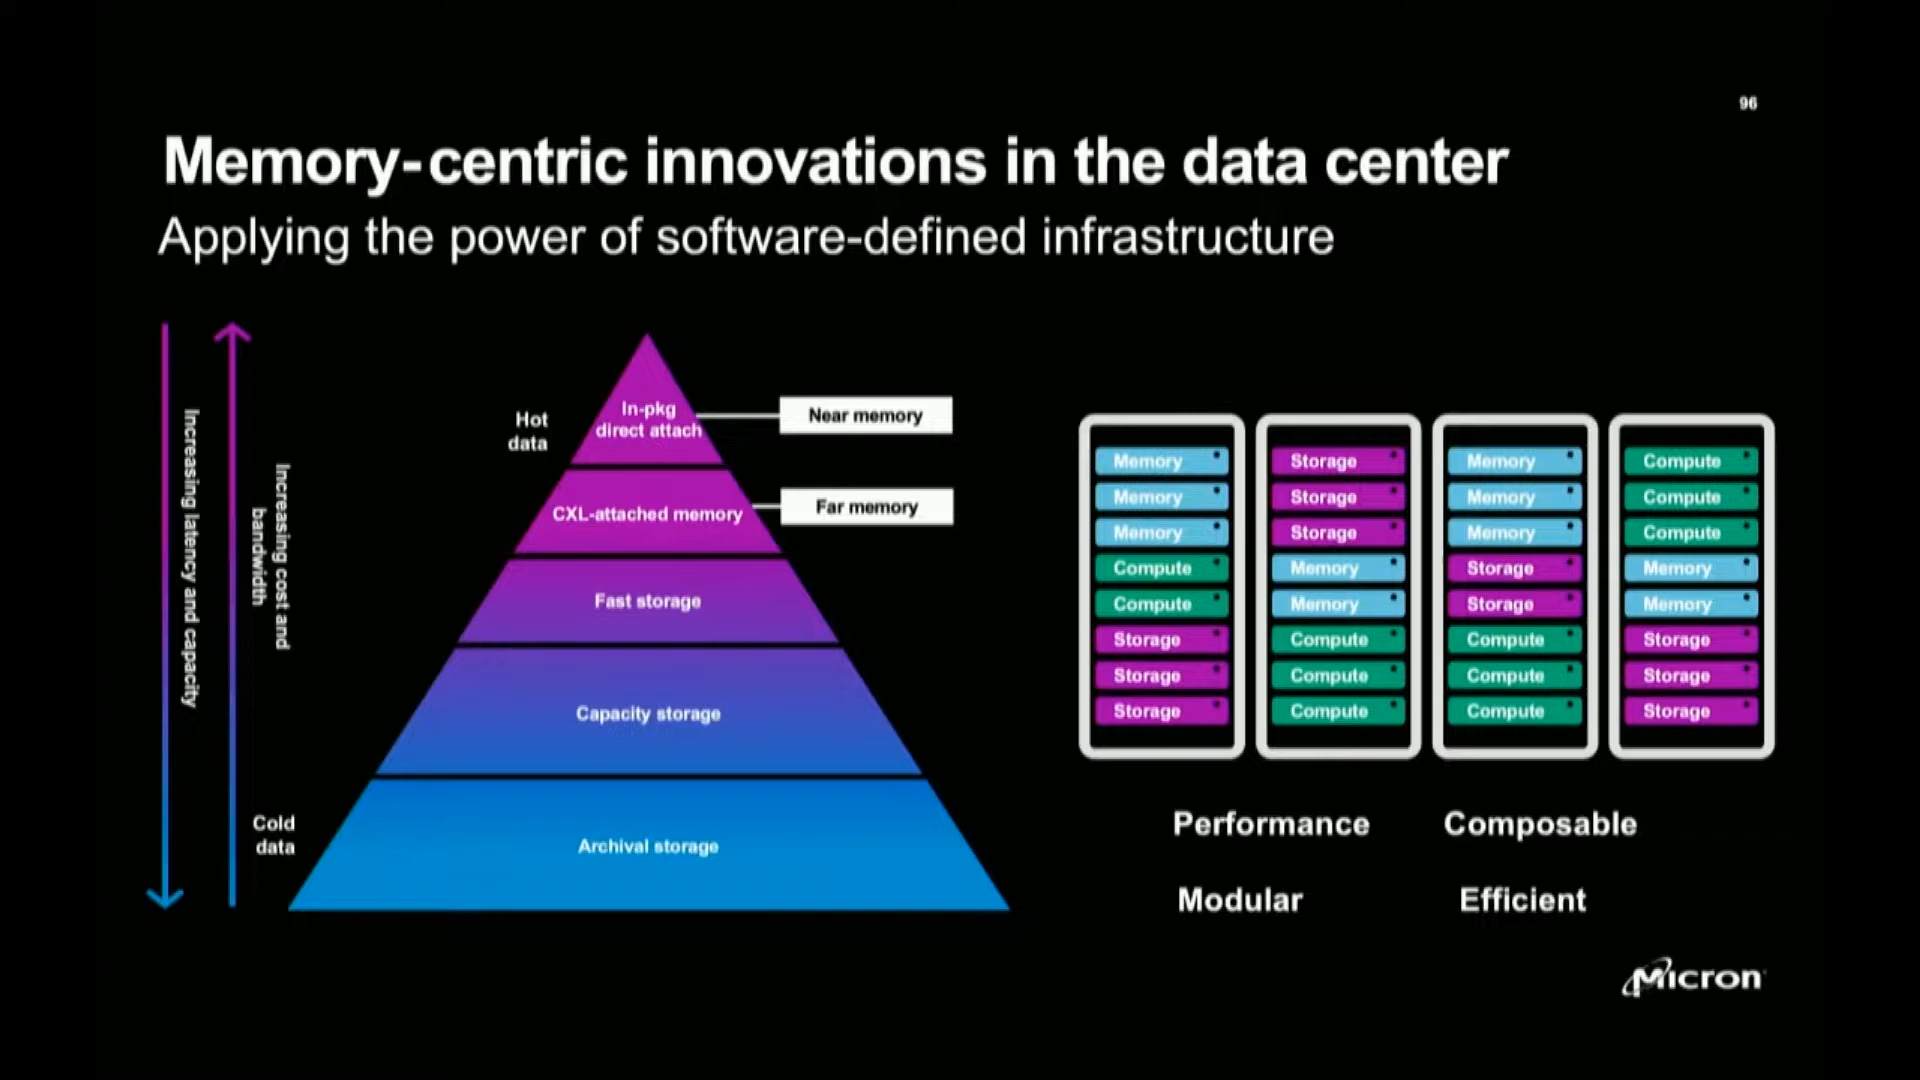 96
Memory-centric innovations in the data center
Applying the power of software-defined infrastructure
Increasing latency and capacity
Increasing cost and
bandwidth
Hot
data
Cold
data
In-pkg
direct attach
Near memory
CXL-attached memory
Far memory
Fast storage
Capacity storage
Archival storage
Memory
Memory
Memory
Compute
Compute
Storage
Storage
Storage
Storage
Storage
Storage
Memory
Memory
Compute
Compute
Compute
Memory
Memory
Memory
Storage
Storage
Compute
Compute
Compute
Compute
Compute
Compute
Memory
Memory
Storage
Storage
Storage
Performance
Composable
Modular
Efficient
Micron